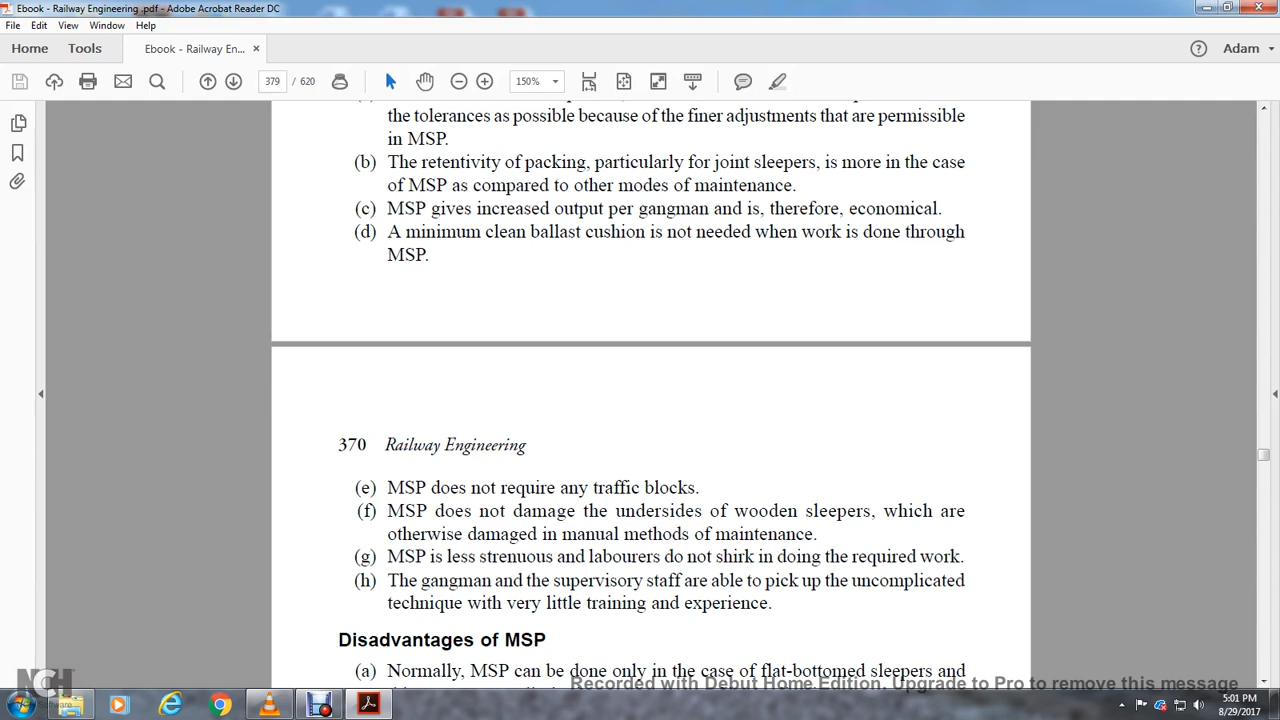 Ebook - Railway Engineering .pdf - Adobe Acrobat Reader DC
File Edit View Window Help
Home Tools Ebook - Railway En... × Adam
379 / 620 150%
the tolerances as possible because of the finer adjustments that are permissible
in MSP.
(b) The retentivity of packing, particularly for joint sleepers, is more in the case
of MSP as compared to other modes of maintenance.
(c) MSP gives increased output per gangman and is, therefore, economical.
(d) A minimum clean ballast cushion is not needed when work is done through
MSP.
370 Railway Engineering
(e) MSP does not require any traffic blocks.
(f) MSP does not damage the undersides of wooden sleepers, which are
otherwise damaged in manual methods of maintenance.
(g) MSP is less strenuous and labourers do not shirk in doing the required work.
(h) The gangman and the supervisory staff are able to pick up the uncomplicated
technique with very little training and experience.
Disadvantages of MSP
(a) Normally, MSP can be done only in the case of flat-bottomed sleepers and
Recorded with Debut Home Edition. Upgrade to Pro to remove this message
NCH
Software
5:01 PM
8/29/2017